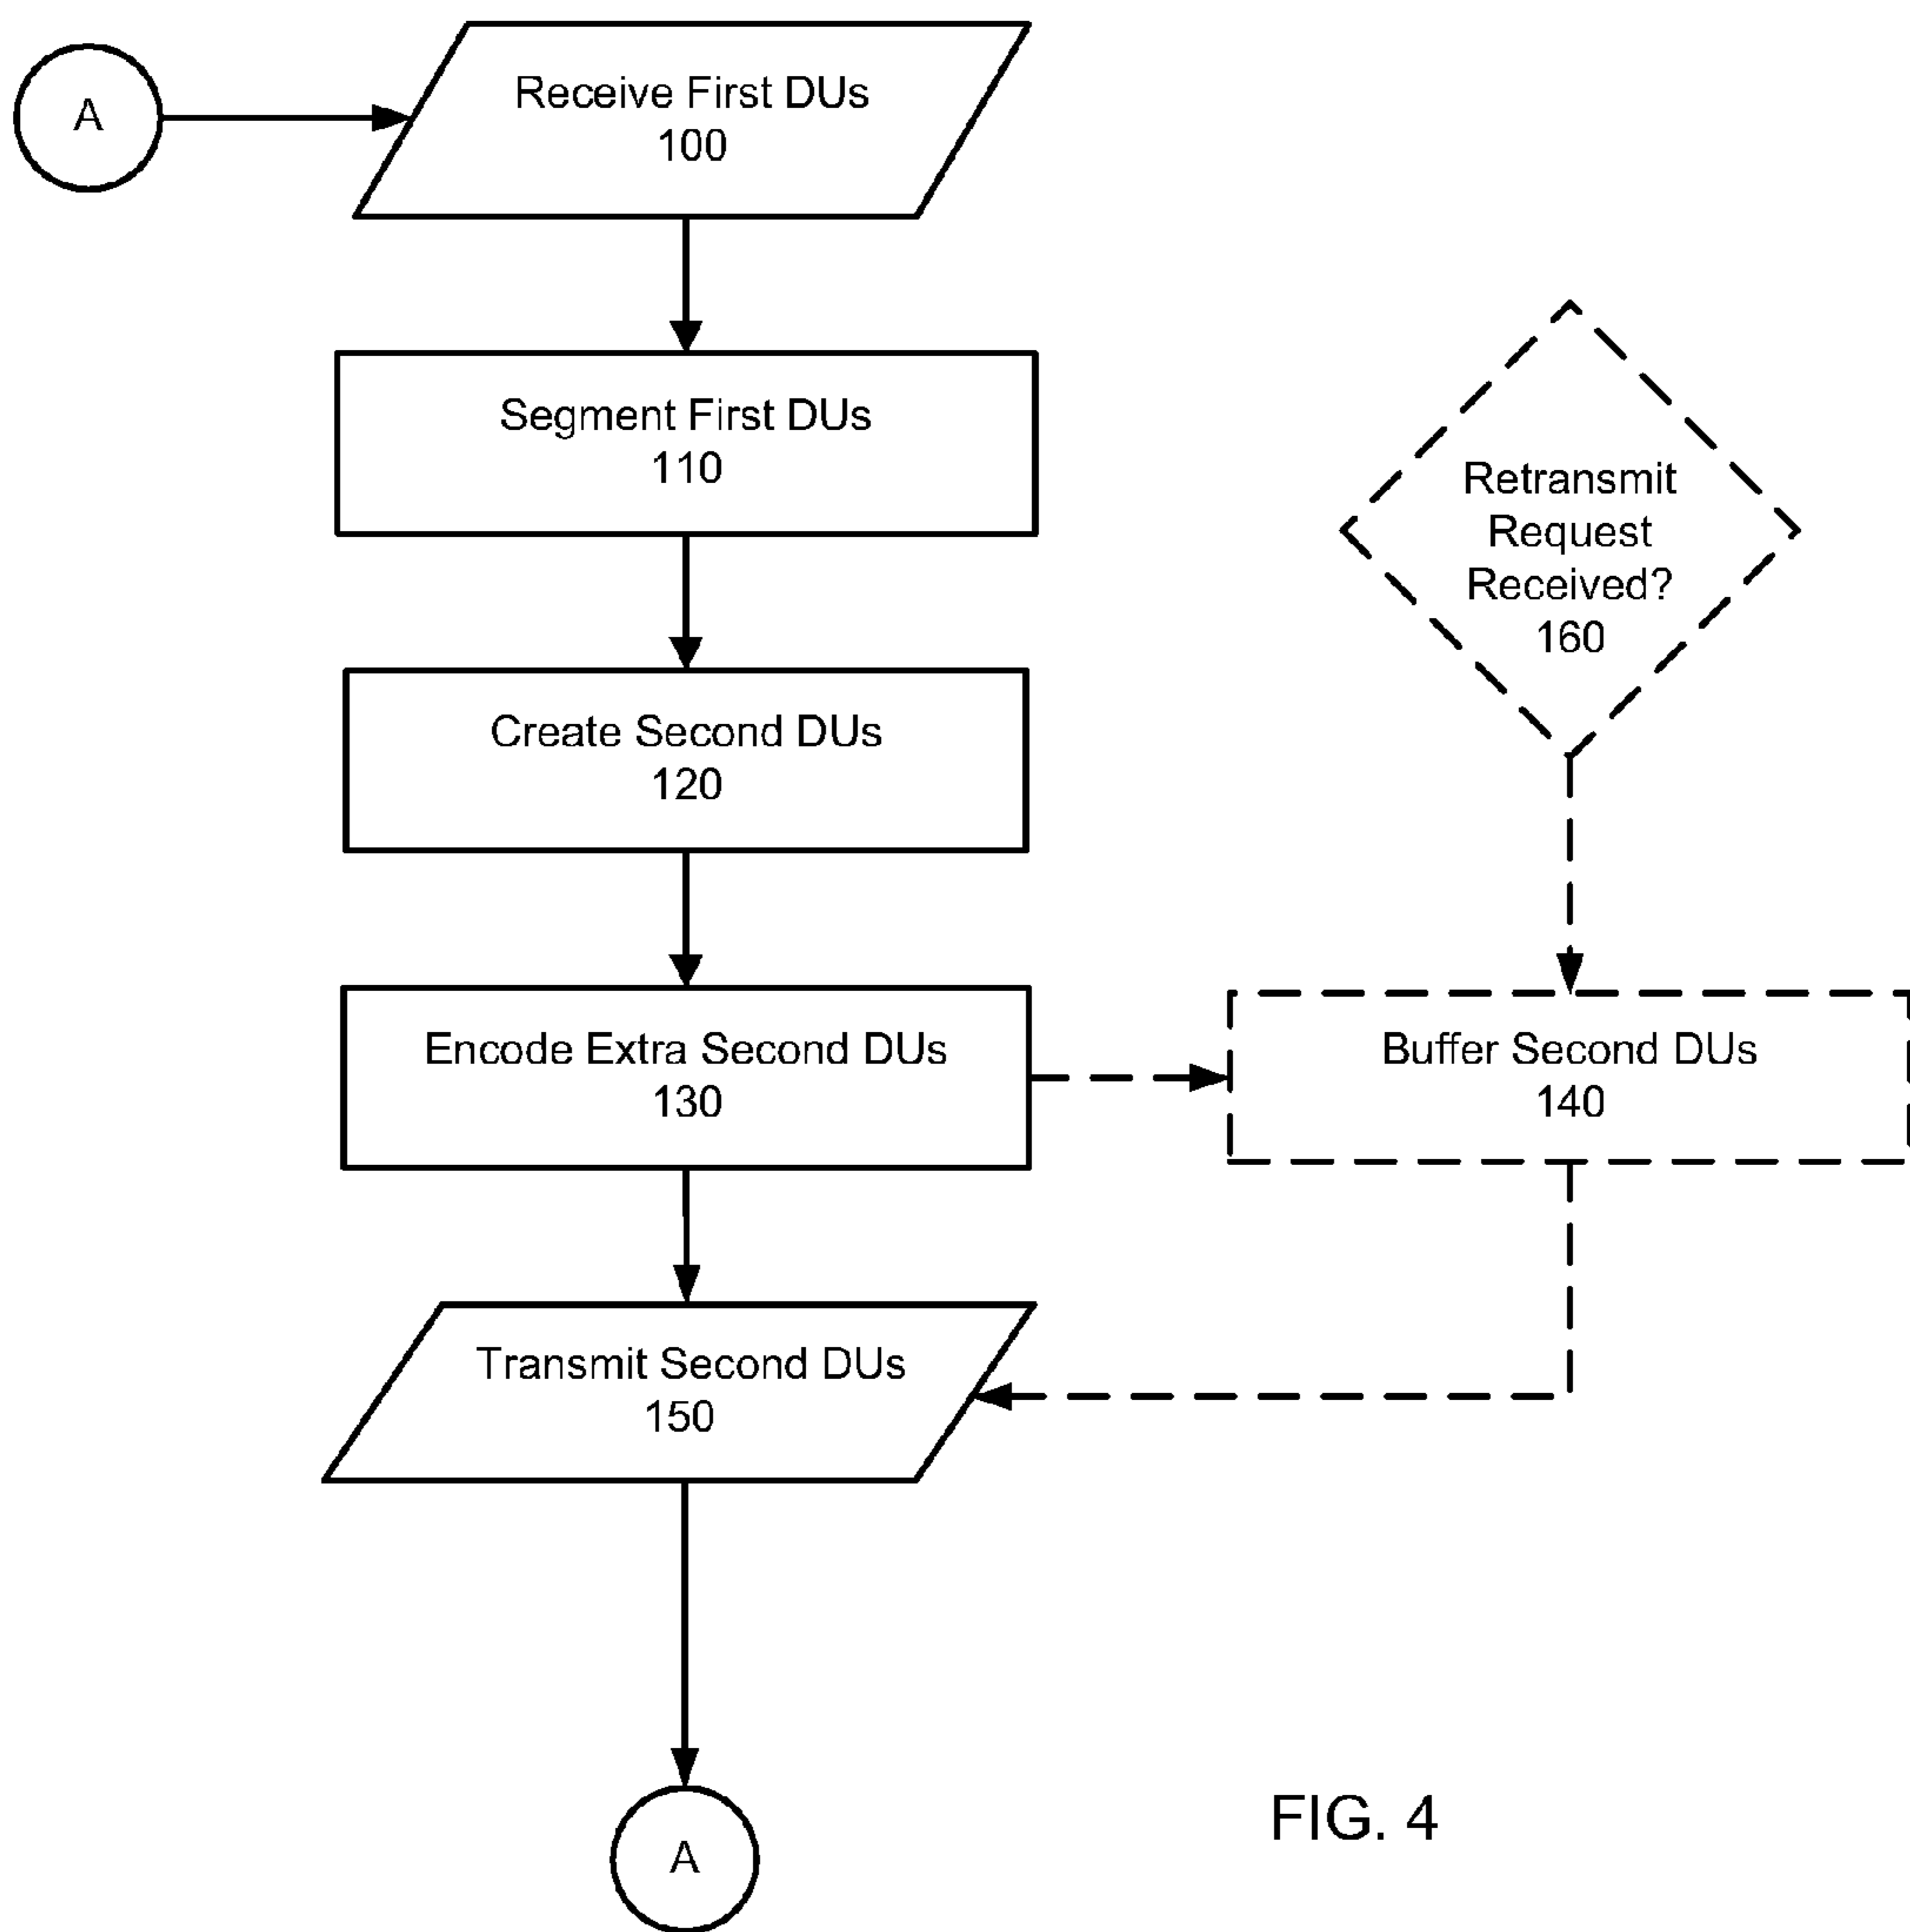 A
Receive First DUs
100
Segment First DUs
110
Retransmit
Request
Received?
160
Create Second DUs
120
Encode Extra Second DUs
130
Buffer Second DUs
140
Transmit Second DUs
150
A
FIG. 4